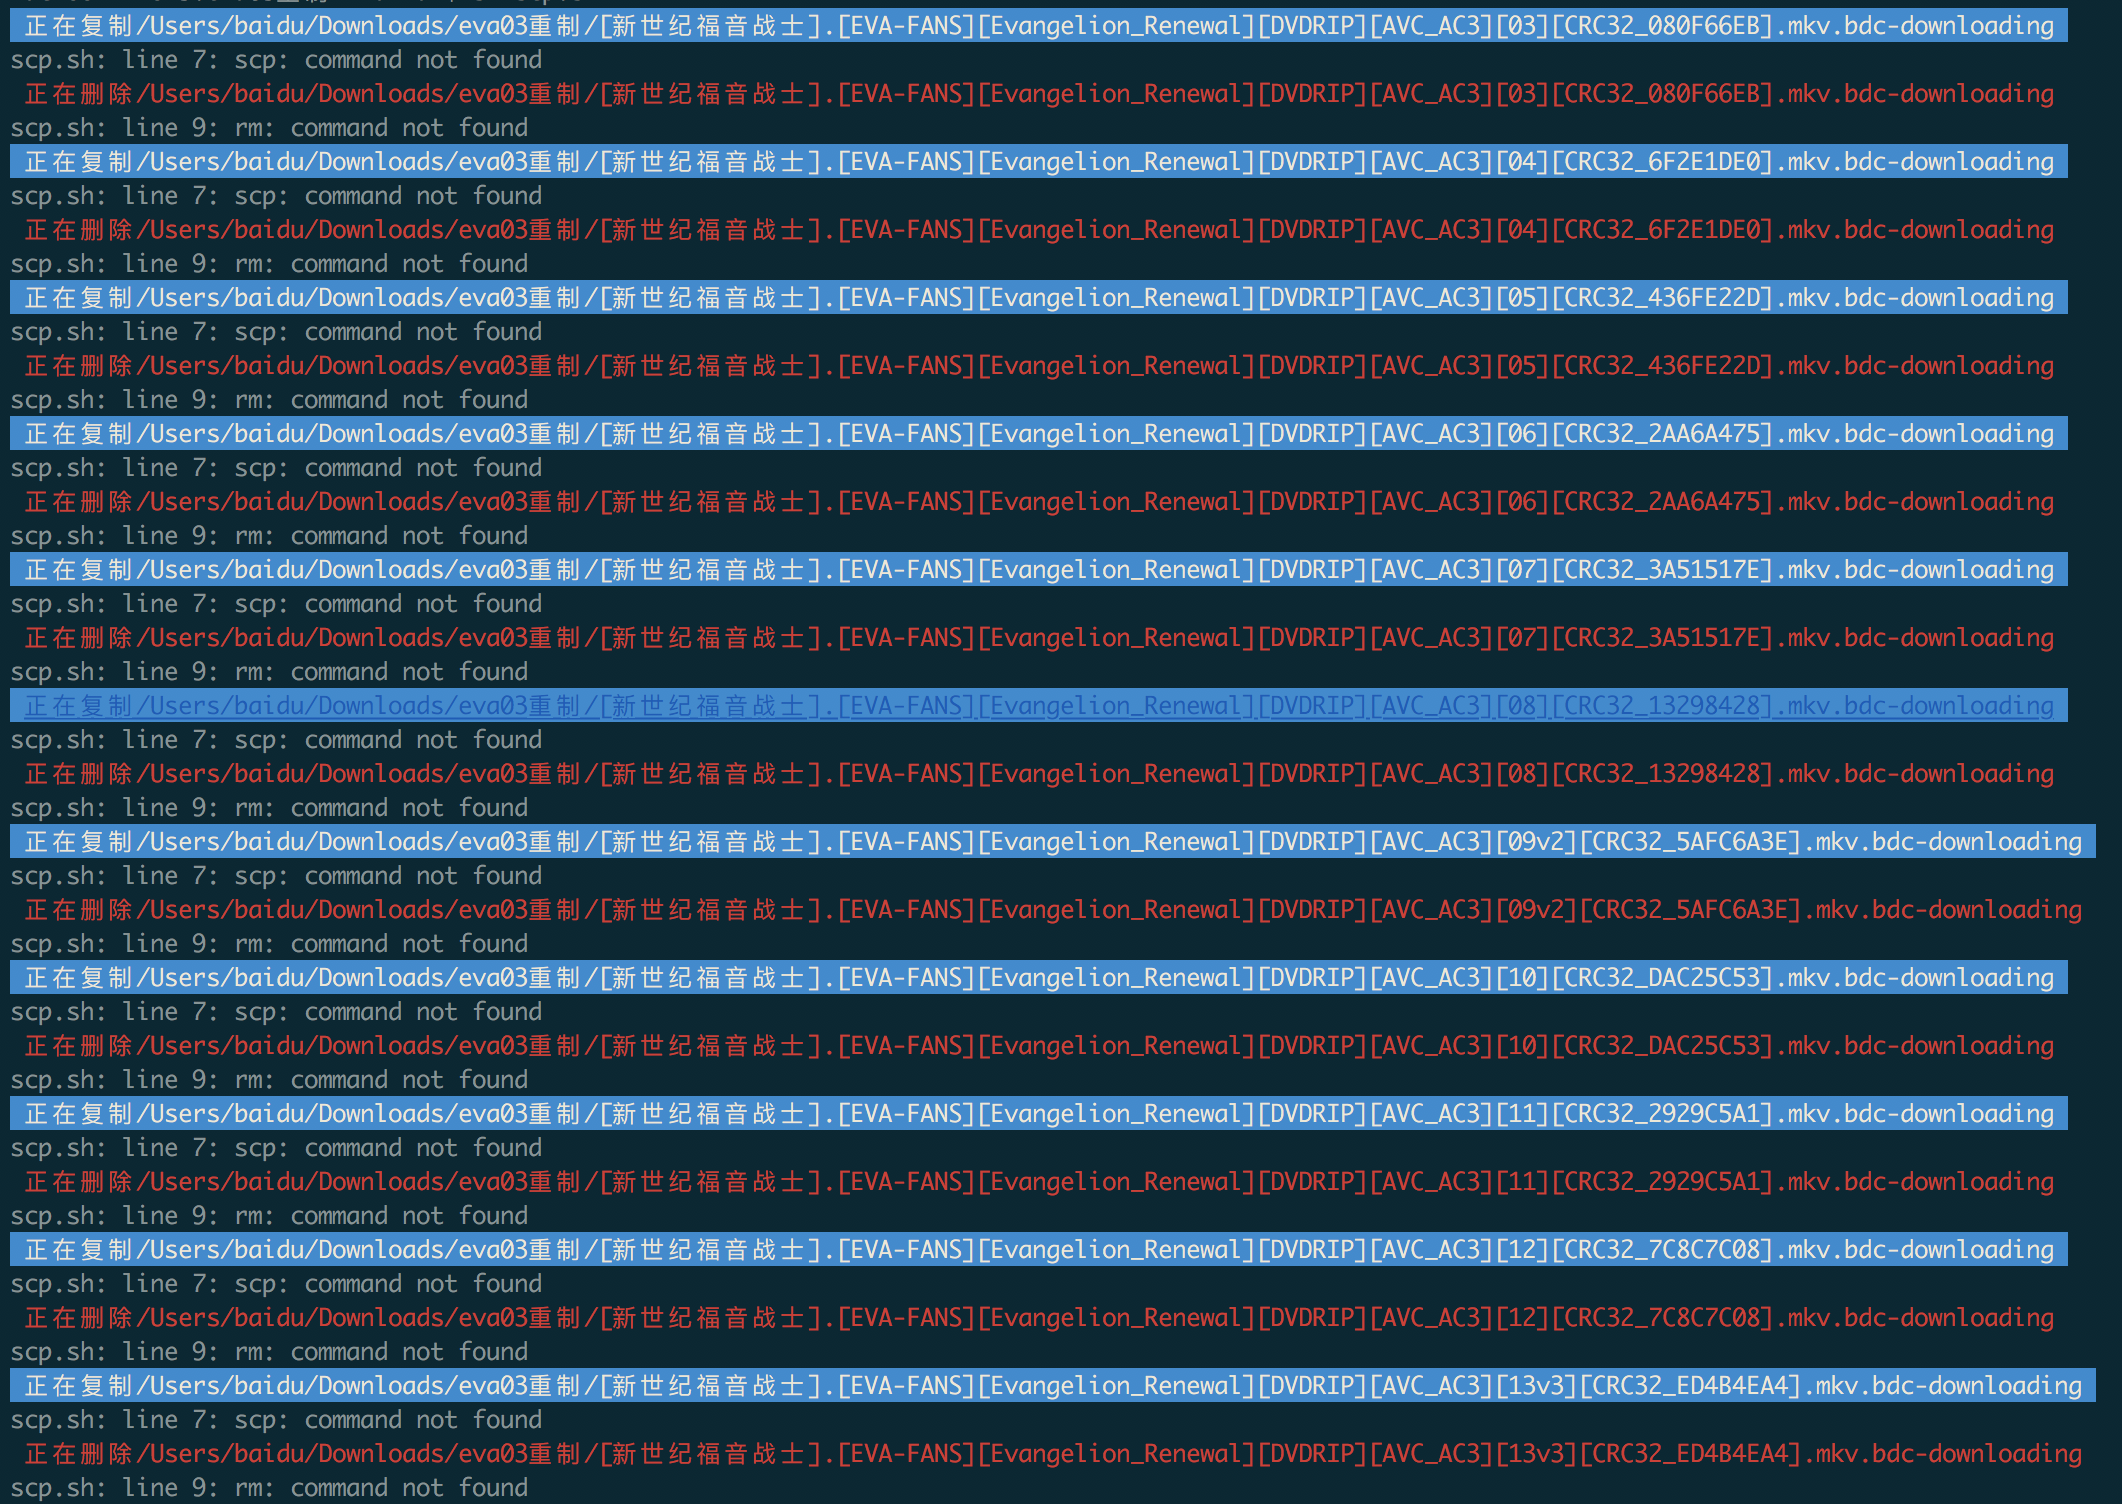 正在复制/Users/baidu/Downloads/eva03重制/[新世纪福音战士].[EVA-FANS][Evangelion_Renewal][DVDRIP][AVC_AC3][03][CRC32_080F66EB].mkv.bdc-downloading
scp.sh: line 7: scp: command not found
正在删除/Users/baidu/Downloads/eva03重制/[新世纪福音战士].[EVA-FANS][Evangelion_Renewal][DVDRIP][AVC_AC3][03][CRC32_080F66EB].mkv.bdc-downloading
scp.sh: line 9: rm: command not found
正在复制/Users/baidu/Downloads/eva03重制/[新世纪福音战士].[EVA-FANS][Evangelion_Renewal][DVDRIP][AVC_AC3][04][CRC32_6F2E1DE0].mkv.bdc-downloading
scp.sh: line 7: scp: command not found
正在删除/Users/baidu/Downloads/eva03重制/[新世纪福音战士].[EVA-FANS][Evangelion_Renewal][DVDRIP][AVC_AC3][04][CRC32_6F2E1DE0].mkv.bdc-downloading
scp.sh: line 9: rm: command not found
正在复制/Users/baidu/Downloads/eva03重制/[新世纪福音战士].[EVA-FANS][Evangelion_Renewal][DVDRIP][AVC_AC3][05][CRC32_436FE22D].mkv.bdc-downloading
scp.sh: line 7: scp: command not found
正在删除/Users/baidu/Downloads/eva03重制/[新世纪福音战士].[EVA-FANS][Evangelion_Renewal][DVDRIP][AVC_AC3][05][CRC32_436FE22D].mkv.bdc-downloading
scp.sh: line 9: rm: command not found
正在复制/Users/baidu/Downloads/eva03重制/[新世纪福音战士].[EVA-FANS][Evangelion_Renewal][DVDRIP][AVC_AC3][06][CRC32_2AA6A475].mkv.bdc-downloading
scp.sh: line 7: scp: command not found
正在删除/Users/baidu/Downloads/eva03重制/[新世纪福音战士].[EVA-FANS][Evangelion_Renewal][DVDRIP][AVC_AC3][06][CRC32_2AA6A475].mkv.bdc-downloading
scp.sh: line 9: rm: command not found
正在复制/Users/baidu/Downloads/eva03重制/[新世纪福音战士].[EVA-FANS][Evangelion_Renewal][DVDRIP][AVC_AC3][07][CRC32_3A51517E].mkv.bdc-downloading
scp.sh: line 7: scp: command not found
正在删除/Users/baidu/Downloads/eva03重制/[新世纪福音战士].[EVA-FANS][Evangelion_Renewal][DVDRIP][AVC_AC3][07][CRC32_3A51517E].mkv.bdc-downloading
scp.sh: line 9: rm: command not found
正在复制/Users/baidu/Downloads/eva03重制/[新世纪福音战士].[EVA-FANS][Evangelion_Renewal][DVDRIP][AVC_AC3][08][CRC32_13298428].mkv.bdc-downloading
scp.sh: line 7: scp: command not found
正在删除/Users/baidu/Downloads/eva03重制/[新世纪福音战士].[EVA-FANS][Evangelion_Renewal][DVDRIP][AVC_AC3][08][CRC32_13298428].mkv.bdc-downloading
scp.sh: line 9: rm: command not found
正在复制/Users/baidu/Downloads/eva03重制/[新世纪福音战士].[EVA-FANS][Evangelion_Renewal][DVDRIP][AVC_AC3][09v2][CRC32_5AFC6A3E].mkv.bdc-downloading
scp.sh: line 7: scp: command not found
正在删除/Users/baidu/Downloads/eva03重制/[新世纪福音战士].[EVA-FANS][Evangelion_Renewal][DVDRIP][AVC_AC3][09v2][CRC32_5AFC6A3E].mkv.bdc-downloading
scp.sh: line 9: rm: command not found
正在复制/Users/baidu/Downloads/eva03重制/[新世纪福音战士].[EVA-FANS][Evangelion_Renewal][DVDRIP][AVC_AC3][10][CRC32_DAC25C53].mkv.bdc-downloading
scp.sh: line 7: scp: command not found
正在删除/Users/baidu/Downloads/eva03重制/[新世纪福音战士].[EVA-FANS][Evangelion_Renewal][DVDRIP][AVC_AC3][10][CRC32_DAC25C53].mkv.bdc-downloading
scp.sh: line 9: rm: command not found
正在复制/Users/baidu/Downloads/eva03重制/[新世纪福音战士].[EVA-FANS][Evangelion_Renewal][DVDRIP][AVC_AC3][11][CRC32_2929C5A1].mkv.bdc-downloading
scp.sh: line 7: scp: command not found
正在删除/Users/baidu/Downloads/eva03重制/[新世纪福音战士].[EVA-FANS][Evangelion_Renewal][DVDRIP][AVC_AC3][11][CRC32_2929C5A1].mkv.bdc-downloading
scp.sh: line 9: rm: command not found
正在复制/Users/baidu/Downloads/eva03重制/[新世纪福音战士].[EVA-FANS][Evangelion_Renewal][DVDRIP][AVC_AC3][12][CRC32_7C8C7C08].mkv.bdc-downloading
scp.sh: line 7: scp: command not found
正在删除/Users/baidu/Downloads/eva03重制/[新世纪福音战士].[EVA-FANS][Evangelion_Renewal][DVDRIP][AVC_AC3][12][CRC32_7C8C7C08].mkv.bdc-downloading
scp.sh: line 9: rm: command not found
正在复制/Users/baidu/Downloads/eva03重制/[新世纪福音战士].[EVA-FANS][Evangelion_Renewal][DVDRIP][AVC_AC3][13v3][CRC32_ED4B4EA4].mkv.bdc-downloading
scp.sh: line 7: scp: command not found
正在删除/Users/baidu/Downloads/eva03重制/[新世纪福音战士].[EVA-FANS][Evangelion_Renewal][DVDRIP][AVC_AC3][13v3][CRC32_ED4B4EA4].mkv.bdc-downloading
scp.sh: line 9: rm: command not found